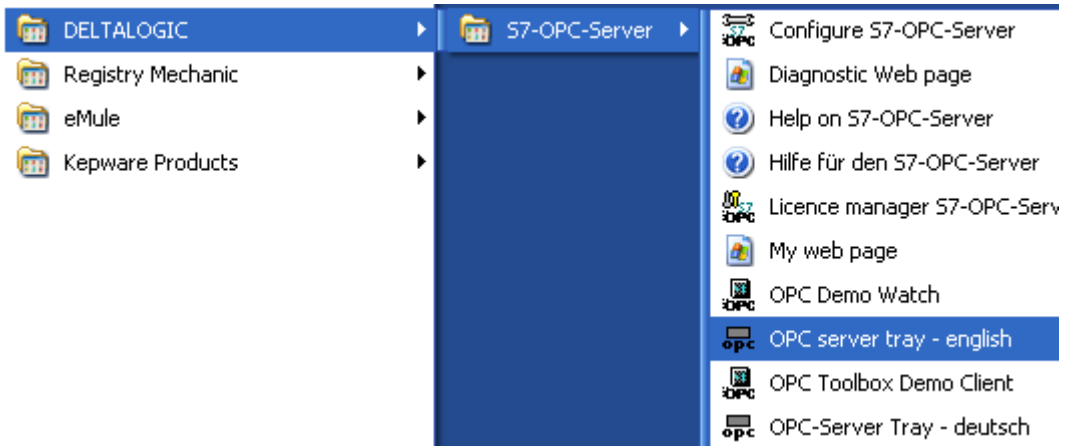 DELTALOGIC
Registry Mechanic
eMule
Kepware Products
S7-OPC-Server
Configure S7-OPC-Server
Diagnostic Web page
Help on S7-OPC-Server
Hilfe für den S7-OPC-Server
Licence manager S7-OPC-Serv
My web page
OPC Demo Watch
OPC server tray - english
OPC Toolbox Demo Client
OPC-Server Tray - deutsch